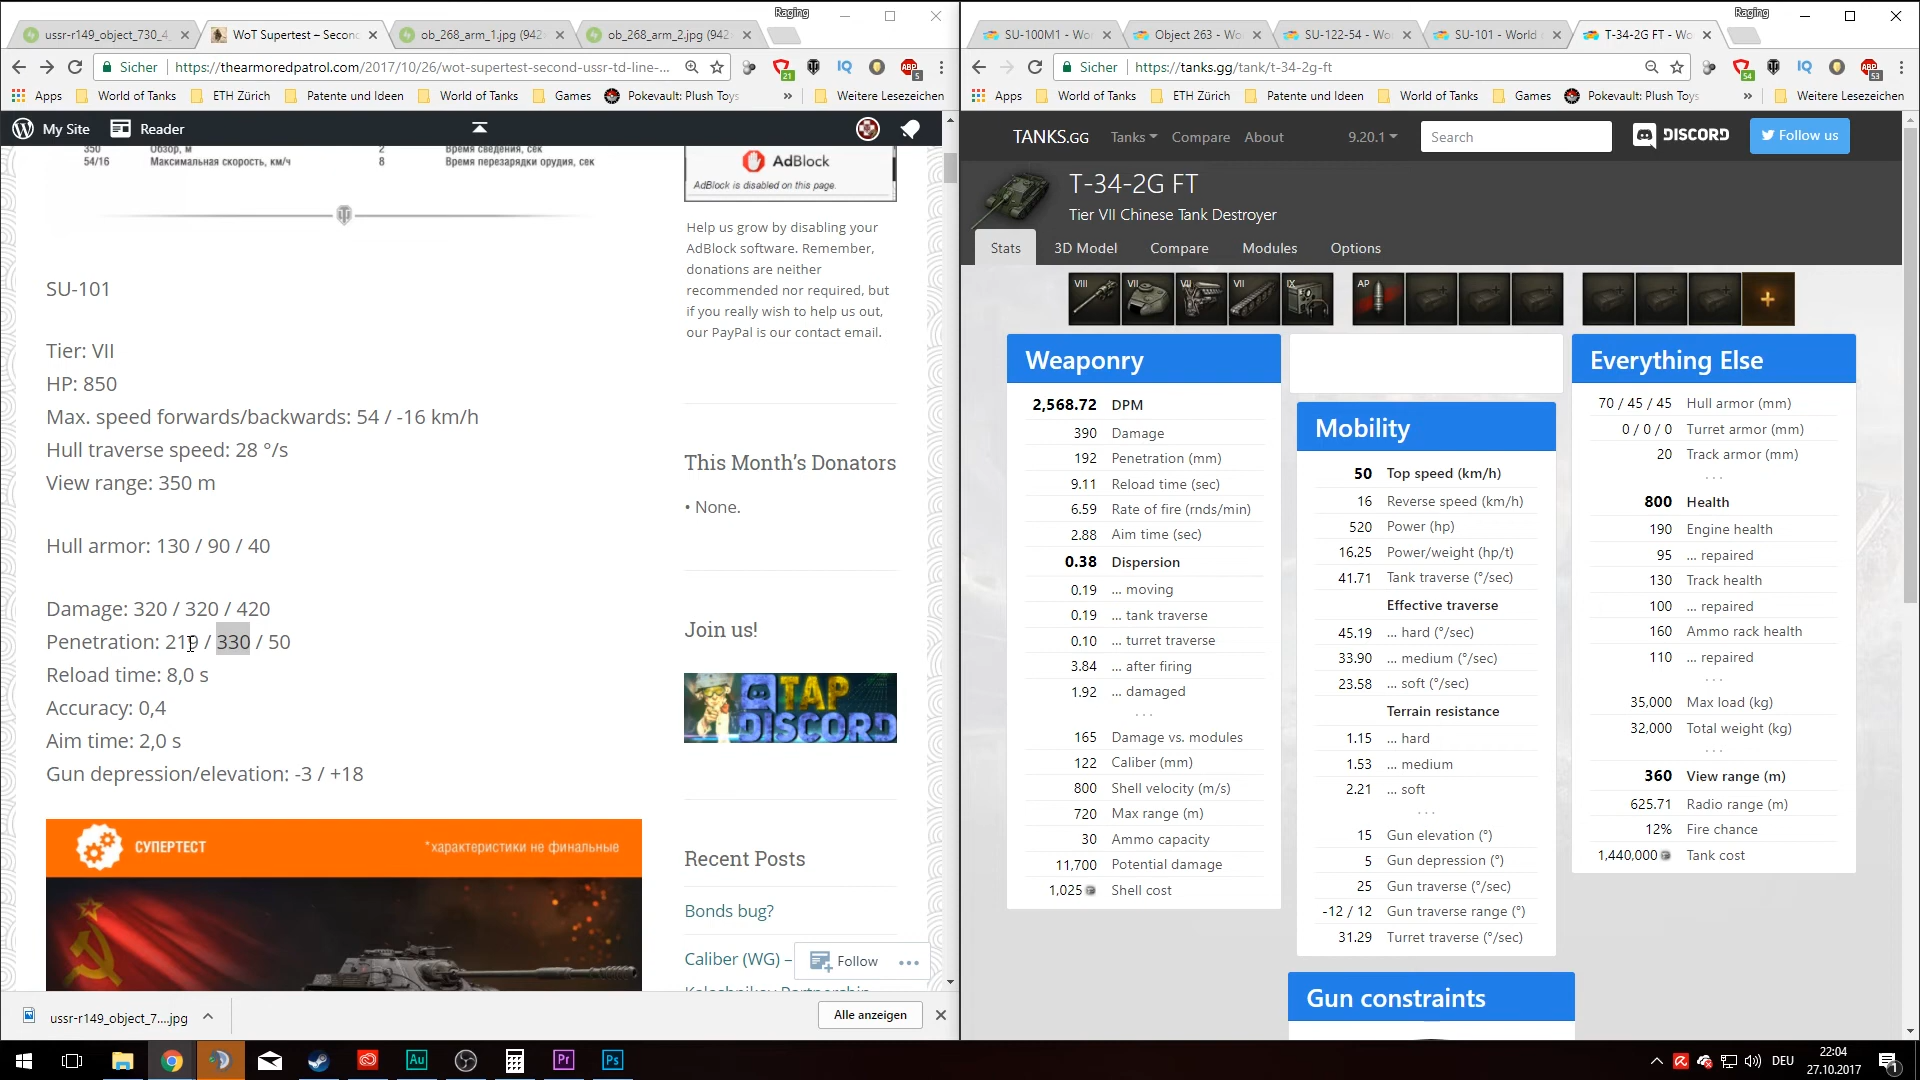 Raging
ussr-r149_object_730_4
WoT Supertest – Second
ob_268_arm_1.jpg (942×
ob_268_arm_2.jpg (942×
Sicher
https://thearmoredpatrol.com/2017/10/26/wot-supertest-second-ussr-td-line-...
Apps
World of Tanks
ETH Zürich
Patente und Ideen
World of Tanks
Games
Pokevault: Plush Toys
»
Weitere Lesezeichen
My Site
Reader
350 Обзор, м
2 Время сведения, сек
54/16 Максимальная скорость, км/ч
8 Время перезарядки орудия, сек
SU-101
Tier: VII
HP: 850
Max. speed forwards/backwards: 54 / -16 km/h
Hull traverse speed: 28 °/s
View range: 350 m
Hull armor: 130 / 90 / 40
Damage: 320 / 320 / 420
Penetration: 219 / 330 / 50
Reload time: 8,0 s
Accuracy: 0,4
Aim time: 2,0 s
Gun depression/elevation: -3 / +18
СУПЕРТЕСТ
*характеристики не финальные
AdBlock
AdBlock is disabled on this page.
Help us grow by disabling your
AdBlock software. Remember,
donations are neither
recommended nor required, but
if you really wish to help us out,
our PayPal is our contact email.
This Month's Donators
• None.
Join us!
TAP
DISCORD
Recent Posts
Bonds bug?
Caliber (WG) –
Follow
ussr-r149_object_7....jpg
Alle anzeigen
Raging
SU-100M1 - Wo
Object 263 - Wo
SU-122-54 - Wo
SU-101 - World
T-34-2G FT - Wo
Sicher
https://tanks.gg/tank/t-34-2g-ft
Apps
World of Tanks
ETH Zürich
Patente und Ideen
World of Tanks
Games
Pokevault: Plush Toys
»
Weitere Lesezeichen
TANKS.GG
Tanks
Compare
About
9.20.1
Search
DISCORD
Follow us
T-34-2G FT
Tier VII Chinese Tank Destroyer
Stats
3D Model
Compare
Modules
Options
VIII
VII
VII
VII
IX
AP
Weaponry
2,568.72 DPM
390 Damage
192 Penetration (mm)
9.11 Reload time (sec)
6.59 Rate of fire (rnds/min)
2.88 Aim time (sec)
0.38 Dispersion
0.19 ... moving
0.19 ... tank traverse
0.10 ... turret traverse
3.84 ... after firing
1.92 ... damaged
...
165 Damage vs. modules
122 Caliber (mm)
800 Shell velocity (m/s)
720 Max range (m)
30 Ammo capacity
11,700 Potential damage
1,025 Shell cost
Mobility
50 Top speed (km/h)
16 Reverse speed (km/h)
520 Power (hp)
16.25 Power/weight (hp/t)
41.71 Tank traverse (°/sec)
Effective traverse
45.19 ... hard (°/sec)
33.90 ... medium (°/sec)
23.58 ... soft (°/sec)
Terrain resistance
1.15 ... hard
1.53 ... medium
2.21 ... soft
...
15 Gun elevation (°)
5 Gun depression (°)
25 Gun traverse (°/sec)
-12 / 12 Gun traverse range (°)
31.29 Turret traverse (°/sec)
Gun constraints
Everything Else
70 / 45 / 45 Hull armor (mm)
0 / 0 / 0 Turret armor (mm)
20 Track armor (mm)
...
800 Health
190 Engine health
95 ... repaired
130 Track health
100 ... repaired
160 Ammo rack health
110 ... repaired
...
35,000 Max load (kg)
32,000 Total weight (kg)
...
360 View range (m)
625.71 Radio range (m)
12% Fire chance
1,440,000 Tank cost
DEU
22:04
27.10.2017